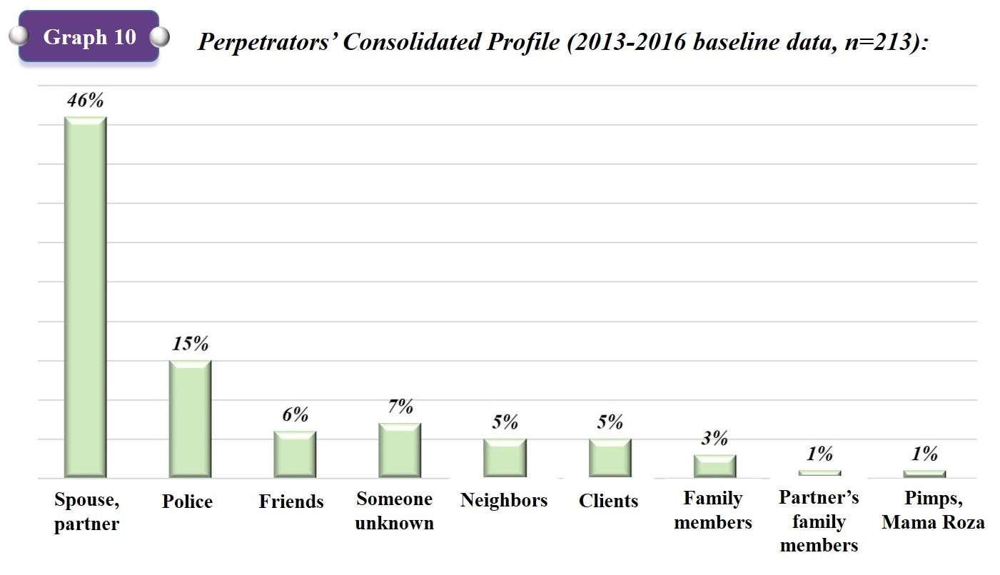 Graph 10
Perpetrators’ Consolidated Profile (2013-2016 baseline data, n=213):
46%
15%
6%
7%
5%
5%
3%
1%
1%
Spouse,
partner
Police
Friends
Someone
unknown
Neighbors
Clients
Family
members
Partner’s
family
members
Pimps,
Mama Roza